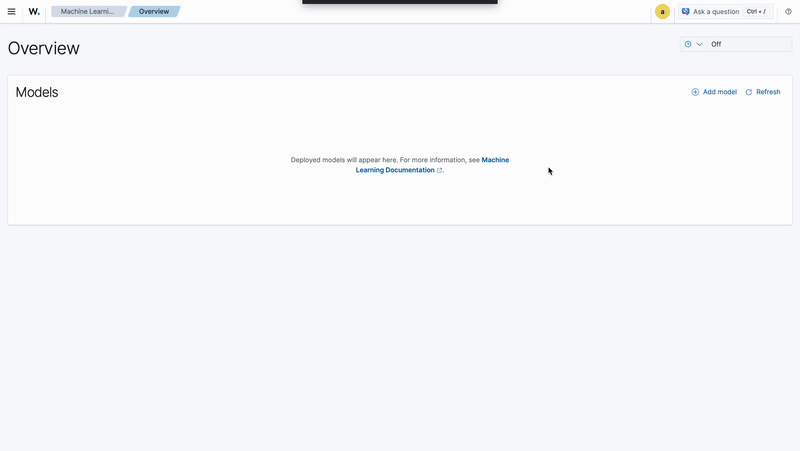 W. Machine Learni... Overview a Ask a question Ctrl + /
Overview
Off
Models
Add model Refresh
Deployed models will appear here. For more information, see Machine
Learning Documentation.